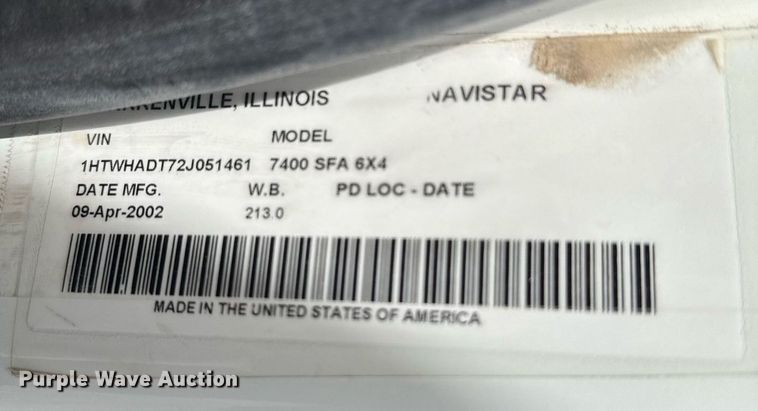 ILLINOIS NAVISTAR
VIN MODEL
1HTWHADT72J051461 7400 SFA 6X4
DATE MFG. W.B. PD LOC - DATE
09-Apr-2002 213.0
MADE IN THE UNITED STATES OF AMERICA
Purple Wave Auction